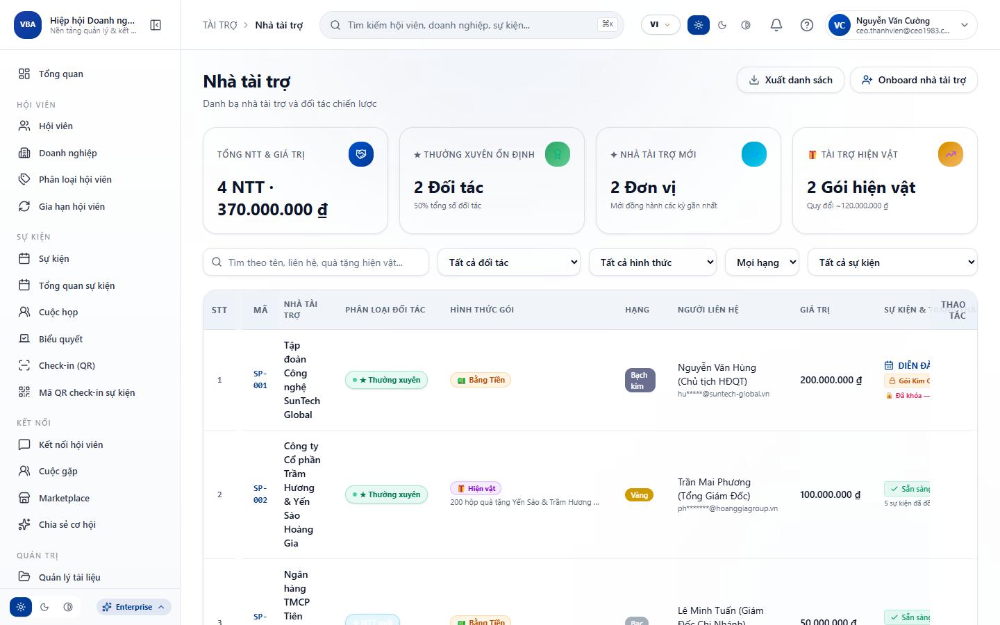 VBA
Hiệp hội Doanh ng...
Nền tảng quản lý & kết ...
TÀI TRỢ > Nhà tài trợ
Tìm kiếm hội viên, doanh nghiệp, sự kiện...
⌘K
VI
VC
Nguyễn Văn Cường
ceo.thanhvien@ceo1983.c...
Tổng quan
HỘI VIÊN
Hội viên
Doanh nghiệp
Phân loại hội viên
Gia hạn hội viên
SỰ KIỆN
Sự kiện
Tổng quan sự kiện
Cuộc họp
Biểu quyết
Check-in (QR)
Mã QR check-in sự kiện
KẾT NỐI
Kết nối hội viên
Cuộc gặp
Marketplace
Chia sẻ cơ hội
QUẢN TRỊ
Quản lý tài liệu
Enterprise
Nhà tài trợ
Danh bạ nhà tài trợ và đối tác chiến lược
Xuất danh sách
Onboard nhà tài trợ
TỔNG NTT & GIÁ TRỊ
4 NTT ·
370.000.000 ₫
★ THƯỜNG XUYÊN ỔN ĐỊNH
2 Đối tác
50% tổng số đối tác
✦ NHÀ TÀI TRỢ MỚI
2 Đơn vị
Mới đồng hành các kỳ gần nhất
🎁 TÀI TRỢ HIỆN VẬT
2 Gói hiện vật
Quy đổi ~120.000.000 ₫
Tìm theo tên, liên hệ, quà tặng hiện vật...
Tất cả đối tác
Tất cả hình thức
Mọi hạng
Tất cả sự kiện
STT
MÃ
NHÀ TÀI
TRỢ
PHÂN LOẠI ĐỐI TÁC
HÌNH THỨC GÓI
HẠNG
NGƯỜI LIÊN HỆ
GIÁ TRỊ
SỰ KIỆN &
THAO
TÁC
1
SP-
001
Tập
đoàn
Công
nghệ
SunTech
Global
★ Thường xuyên
💵 Bằng Tiền
Bạch
kim
Nguyễn Văn Hùng
(Chủ tịch HĐQT)
hu*****@suntech-global.vn
200.000.000 ₫
DIỄN ĐÀ
Gói Kim C
🔒 Đã khóa —
2
SP-
002
Công ty
Cổ phần
Trầm
Hương
& Yến
Sào
Hoàng
Gia
★ Thường xuyên
🎁 Hiện vật
200 hộp quà tặng Yến Sào & Trầm Hương ...
Vàng
Trần Mai Phương
(Tổng Giám Đốc)
ph*******@hoanggiagroup.vn
100.000.000 ₫
✓ Sẵn sàng
5 sự kiện đã đồ
3
SP-
Ngân
hàng
TMCP
Tiên
💵 Bằng Tiền
Bạc
Lê Minh Tuấn (Giám
Đốc Chi Nhánh)
50.000.000 ₫
✓ Sẵn sàng